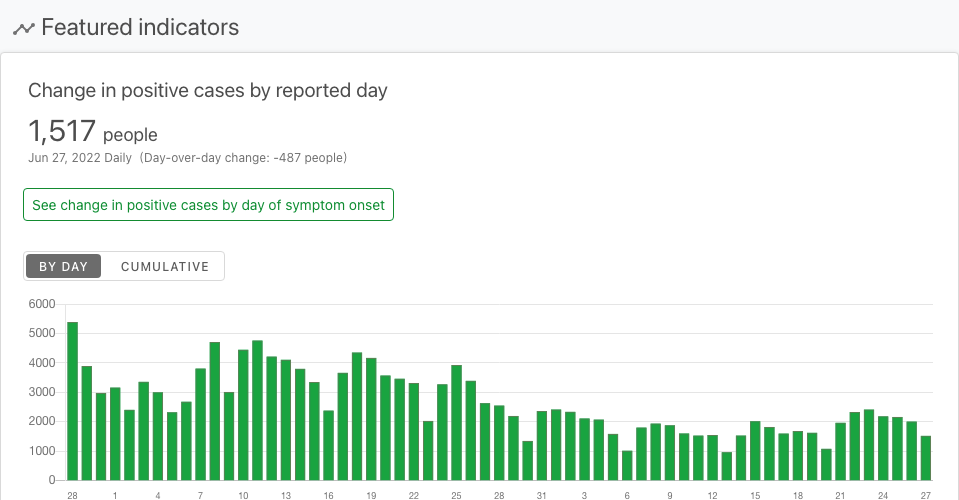 Featured indicators
Change in positive cases by reported day
1,517 people
Jun 27, 2022 Daily (Day-over-day change: -487 people)
See change in positive cases by day of symptom onset
BY DAY CUMULATIVE
6000
5000
4000
3000
2000
1000
0
28 1 4 7 10 13 16 19 22 25 28 31 3 6 9 12 15 18 21 24 27